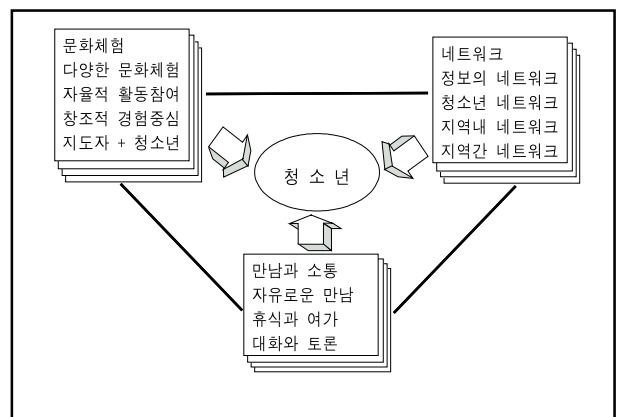 문화체험
다양한 문화체험
자율적 활동참여
창조적 경험중심
지도자 + 청소년
네트워크
정보의 네트워크
청소년 네트워크
지역내 네트워크
지역간 네트워크
청 소 년
만남과 소통
자유로운 만남
휴식과 여가
대화와 토론